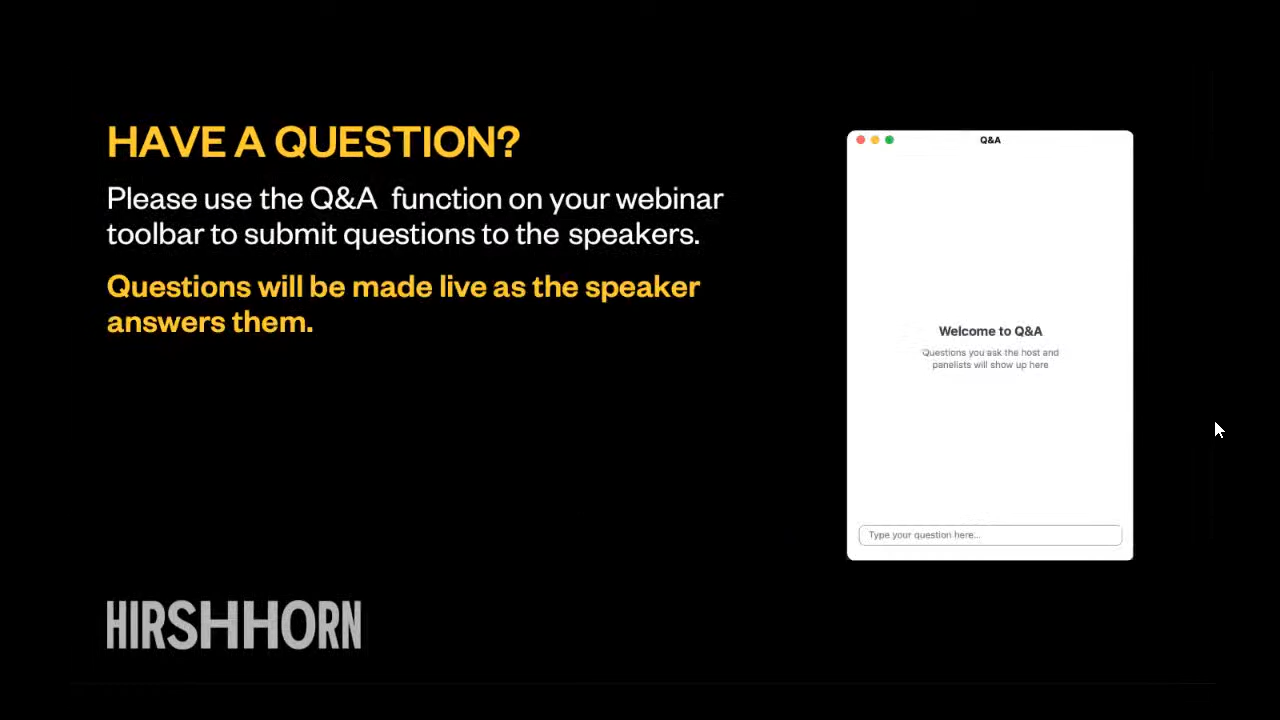 HAVE A QUESTION?
Please use the Q&A function on your webinar
toolbar to submit questions to the speakers.
Questions will be made live as the speaker
answers them.
Q&A
Welcome to Q&A
Questions you ask the host and
panelists will show up here
Type your question here...
HIRSHHORN